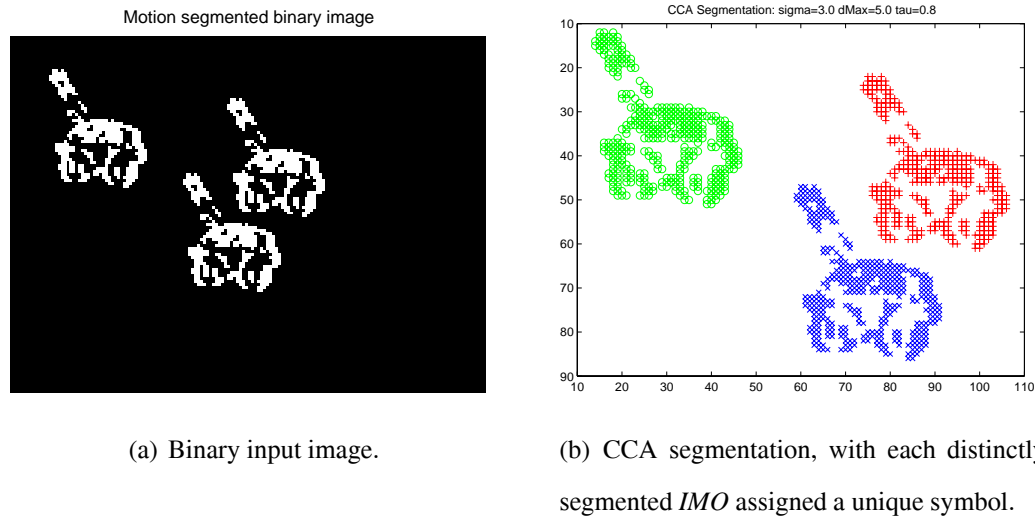 Motion segmented binary image
CCA Segmentation: sigma=3.0 dMax=5.0 tau=0.8
10
20
30
40
50
60
70
80
90
10 20 30 40 50 60 70 80 90 100 110
(a) Binary input image.
(b) CCA segmentation, with each distinctly
segmented IMO assigned a unique symbol.